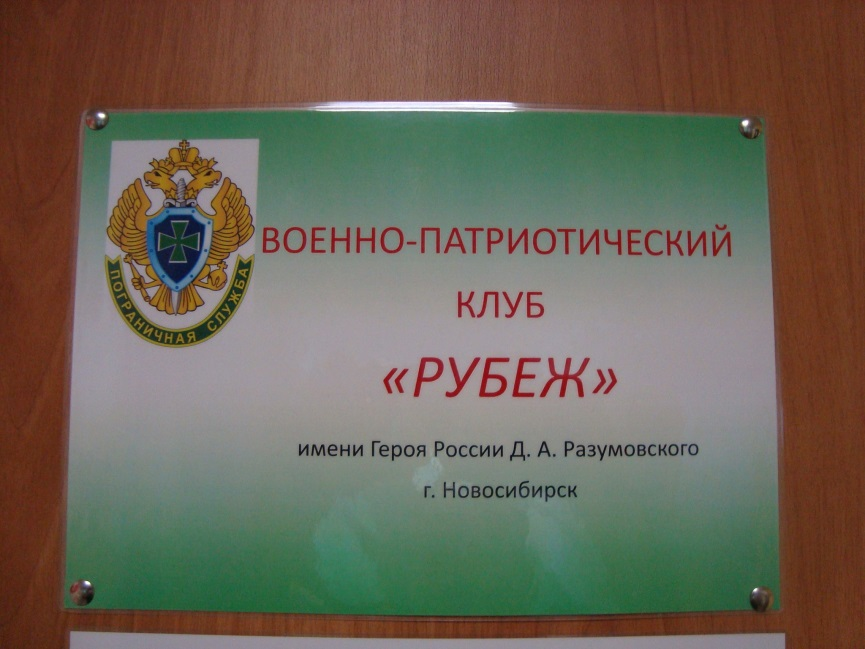 ПОГРАНИЧНАЯ СЛУЖБА
ВОЕННО-ПАТРИОТИЧЕСКИЙ
КЛУБ
«РУБЕЖ»
имени Героя России Д. А. Разумовского
г. Новосибирск